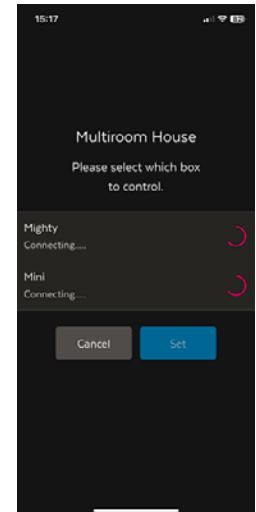 15:17
Multiroom House
Please select which box
to control.
Mighty
Connecting.....
Mini
Connecting....
Cancel
Set